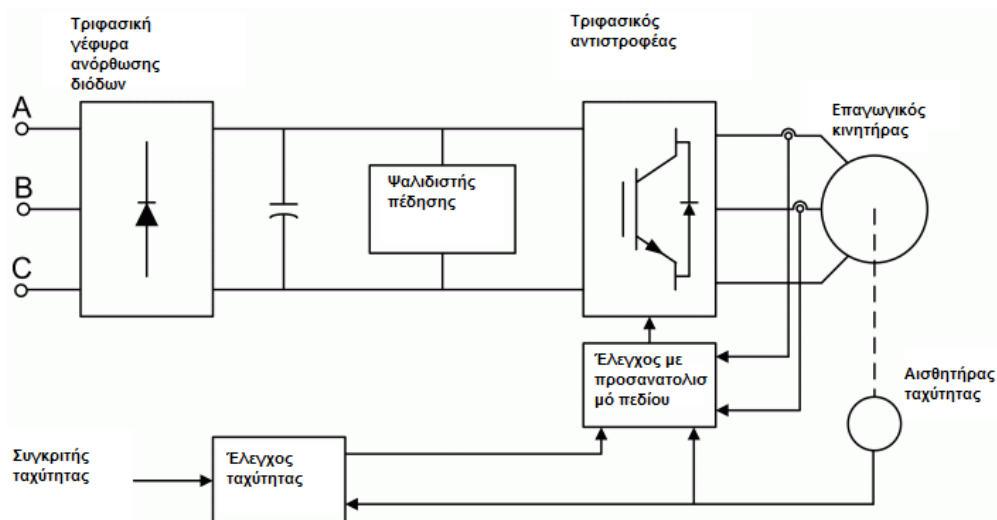 Τριφασική
γέφυρα
ανόρθωσης
διόδων
Τριφασικός
αντιστροφέας
A
B
C
Ψαλιδιστής
πέδησης
Επαγωγικός
κινητήρας
Έλεγχος με
προσανατολισ
μό πεδίου
Αισθητήρας
ταχύτητας
Συγκριτής
ταχύτητας
Έλεγχος
ταχύτητας